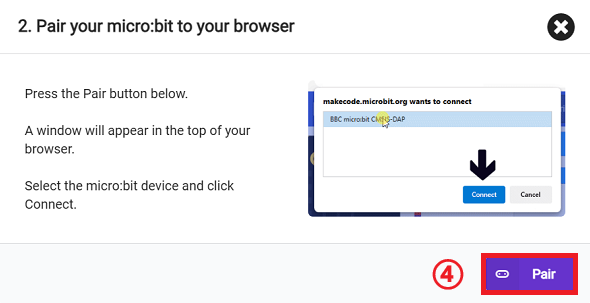 2. Pair your micro:bit to your browser
Press the Pair button below.
A window will appear in the top of your
browser.
Select the micro:bit device and click
Connect.
makecode.microbit.org wants to connect
BBC micro:bit CMSIS-DAP
Connect
Cancel
4
Pair